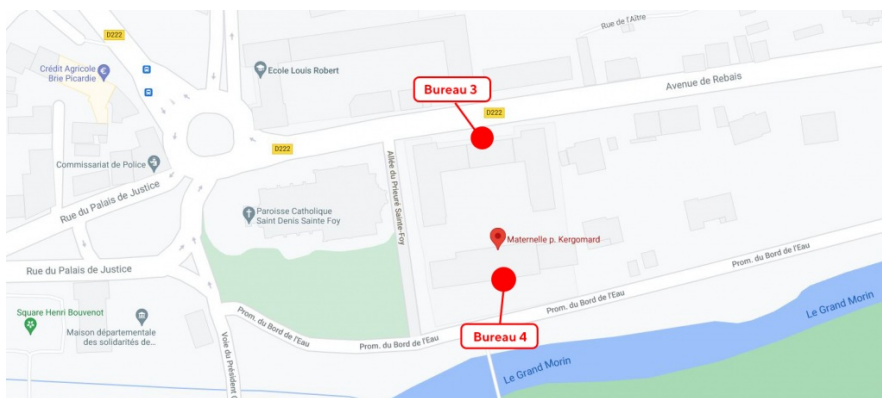 Rue de l'Aître
D222
Crédit Agricole
Brie Picardie
Ecole Louis Robert
Bureau 3
Avenue de Rebais
D222
D222
Commissariat de Police
Rue du Palais de Justice
Allée du Prieuré Sainte-Foy
Paroisse Catholique
Saint Denis Sainte Foy
Maternelle p. Kergomard
Rue du Palais de Justice
Prom. du Bord de l'Eau
Square Henri Bouvenot
Maison départementale
des solidarités de...
Prom. du Bord de l'Eau
Prom. du Bord de l'Eau
Prom. du Bord de l'Eau
Bureau 4
Le Grand Morin
Le Grand Morin
Voie du Président